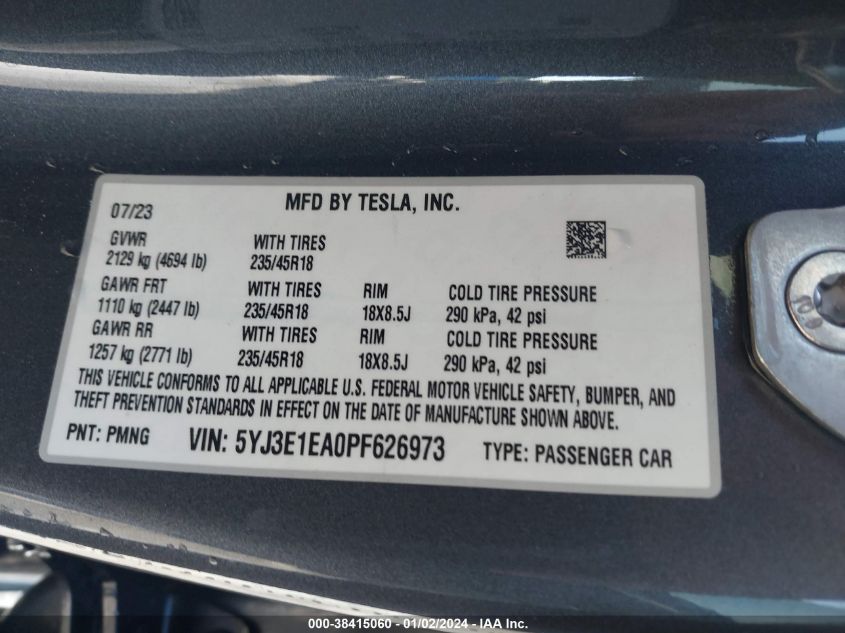 07/23
MFD BY TESLA, INC.
GVWR
2129 kg (4694 lb)
WITH TIRES
235/45R18
GAWR FRT
1110 kg (2447 lb)
WITH TIRES
235/45R18
RIM
18X8.5J
COLD TIRE PRESSURE
290 kPa, 42 psi
GAWR RR
1257 kg (2771 lb)
WITH TIRES
235/45R18
RIM
18X8.5J
COLD TIRE PRESSURE
290 kPa, 42 psi
THIS VEHICLE CONFORMS TO ALL APPLICABLE U.S. FEDERAL MOTOR VEHICLE SAFETY, BUMPER, AND
THEFT PREVENTION STANDARDS IN EFFECT ON THE DATE OF MANUFACTURE SHOWN ABOVE.
PNT: PMNG
VIN: 5YJ3E1EA0PF626973
TYPE: PASSENGER CAR
000-38415060 - 01/02/2024 - IAA Inc.